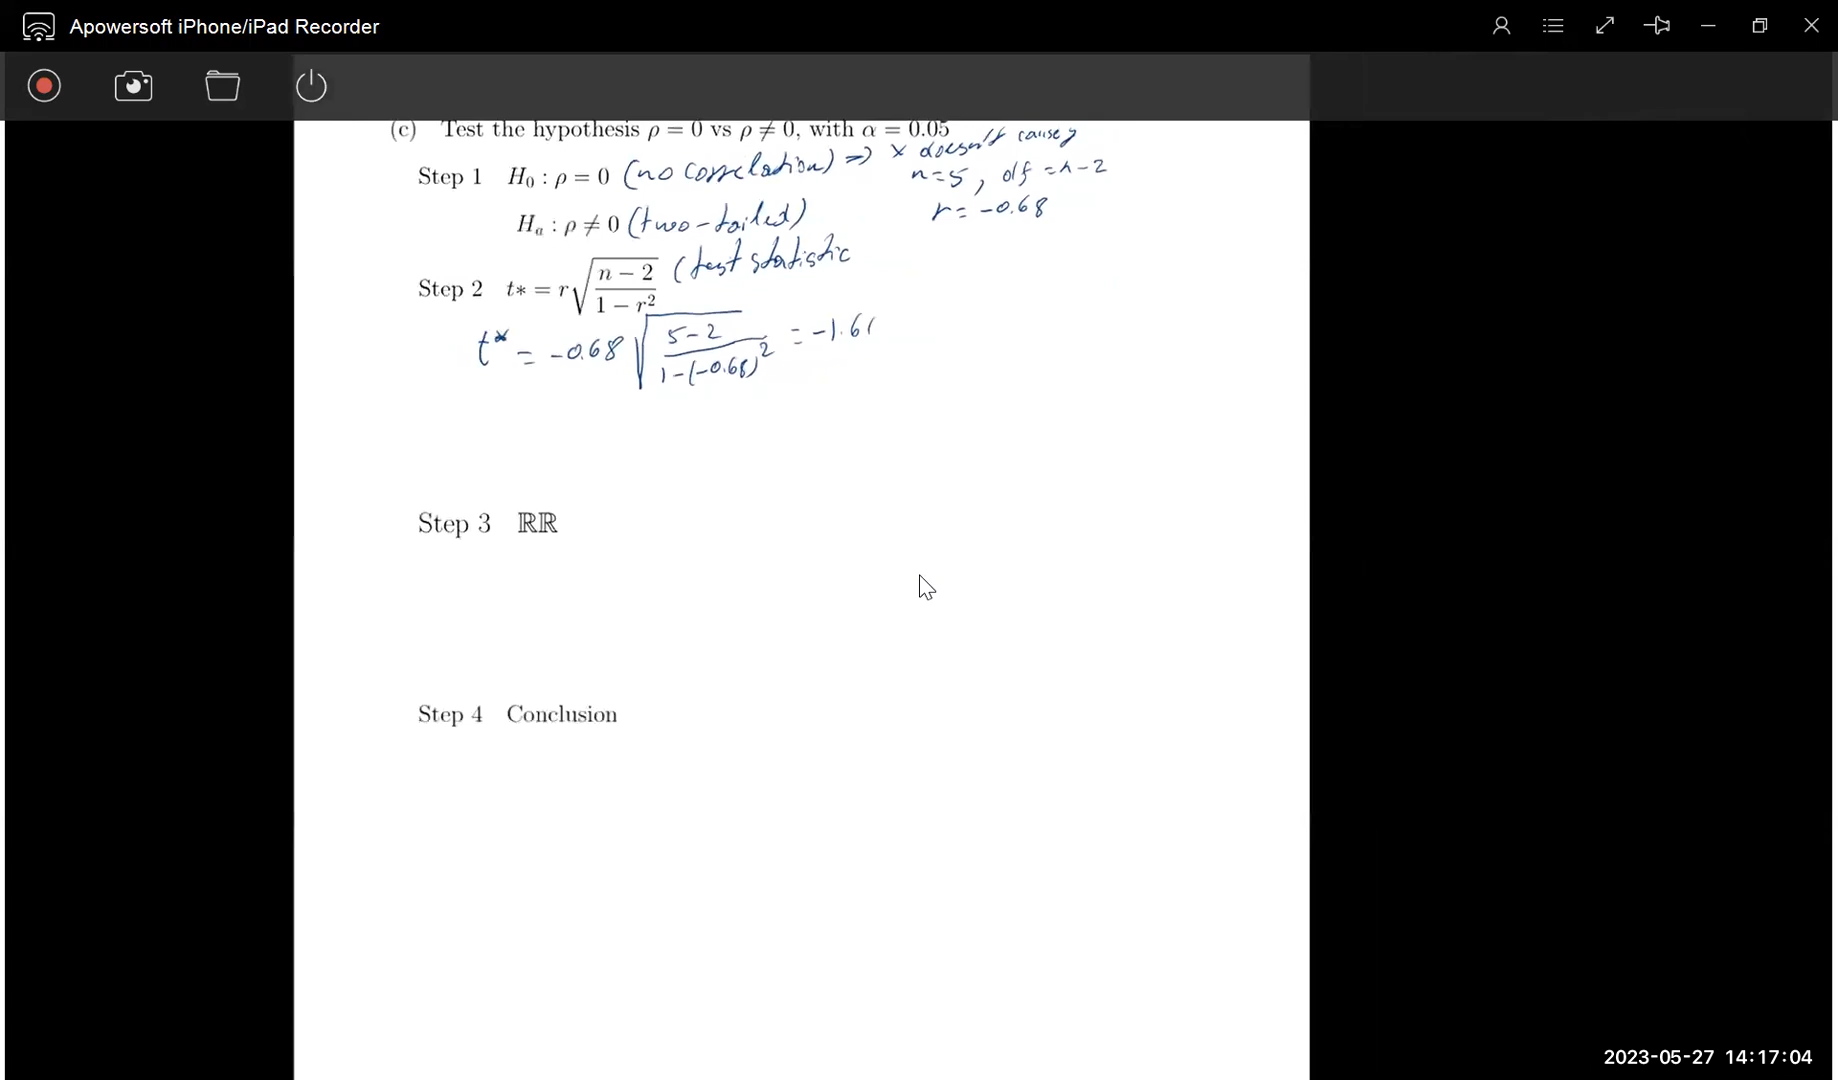 Apowersoft iPhone/iPad Recorder
(c) Test the hypothesis ρ = 0 vs ρ ≠ 0, with α = 0.05
Step 1 H₀ : ρ = 0 (no correlation) ⇒ x doesn't cause y
n=5, df = n-2
r = -0.68
Hₐ : ρ ≠ 0 (two-tailed)
Step 2 t* = r√((n − 2)/(1 − r²)) (test statistic
t* = -0.68 √((5-2)/(1-(-0.68)²)) = -1.6
Step 3 ℝℝ
Step 4 Conclusion
2023-05-27 14:17:04